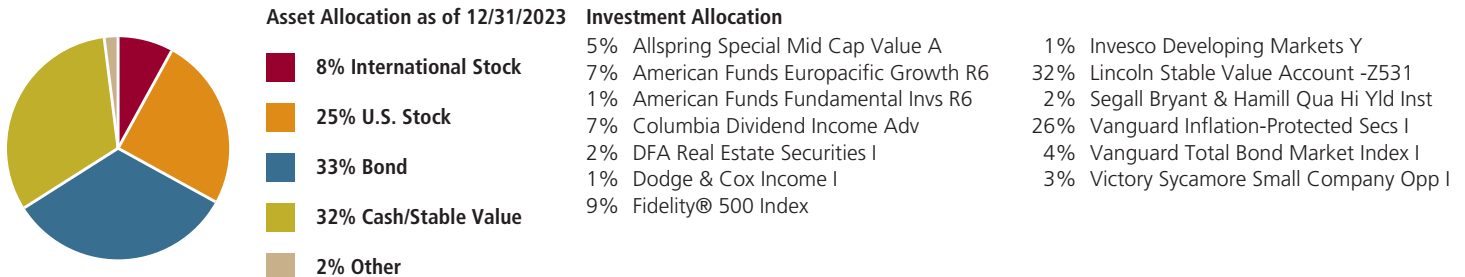 Asset Allocation as of 12/31/2023
8% International Stock
25% U.S. Stock
33% Bond
32% Cash/Stable Value
2% Other
Investment Allocation
5% Allspring Special Mid Cap Value A
7% American Funds Europacific Growth R6
1% American Funds Fundamental Invs R6
7% Columbia Dividend Income Adv
2% DFA Real Estate Securities I
1% Dodge & Cox Income I
9% Fidelity® 500 Index
1% Invesco Developing Markets Y
32% Lincoln Stable Value Account -Z531
2% Segall Bryant & Hamill Qua Hi Yld Inst
26% Vanguard Inflation-Protected Secs I
4% Vanguard Total Bond Market Index I
3% Victory Sycamore Small Company Opp I